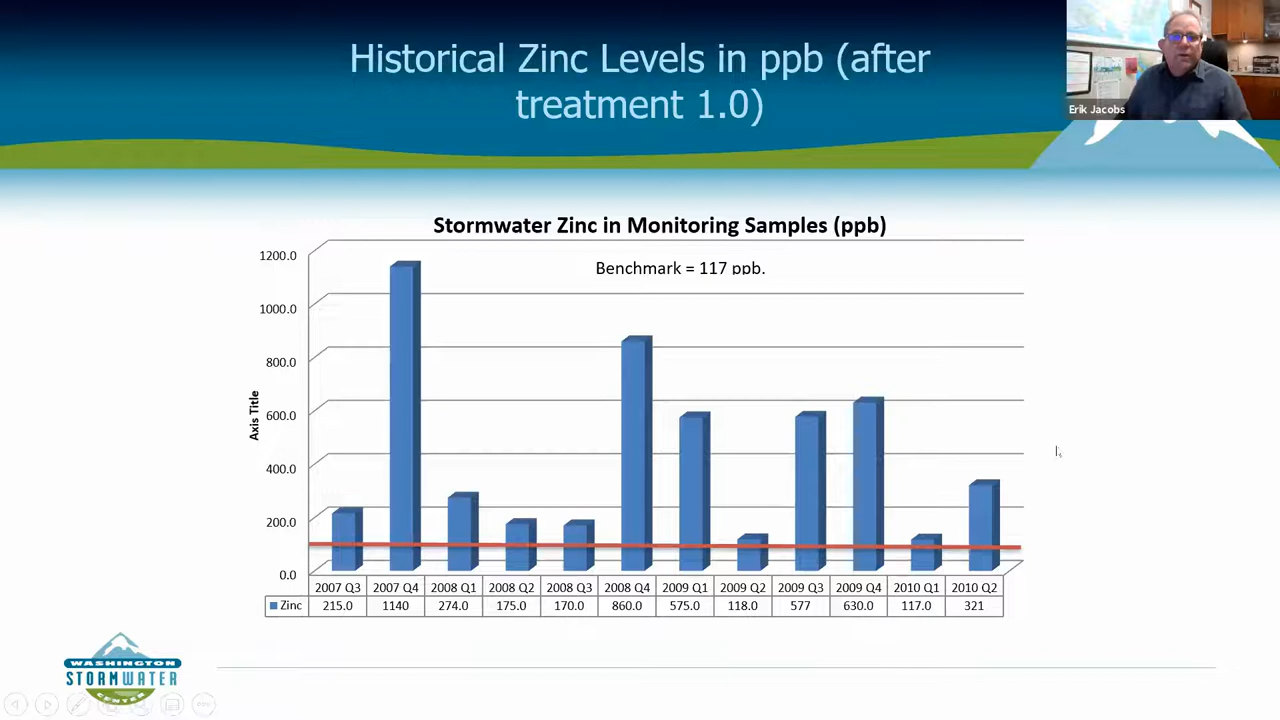 Historical Zinc Levels in ppb (after
treatment 1.0)
Erik Jacobs
Stormwater Zinc in Monitoring Samples (ppb)
Benchmark = 117 ppb.
1200.0
1000.0
800.0
600.0
400.0
200.0
0.0
Axis Title
2007 Q3 2007 Q4 2008 Q1 2008 Q2 2008 Q3 2008 Q4 2009 Q1 2009 Q2 2009 Q3 2009 Q4 2010 Q1 2010 Q2
Zinc 215.0 1140 274.0 175.0 170.0 860.0 575.0 118.0 577 630.0 117.0 321
WASHINGTON
STORMWATER
CENTER